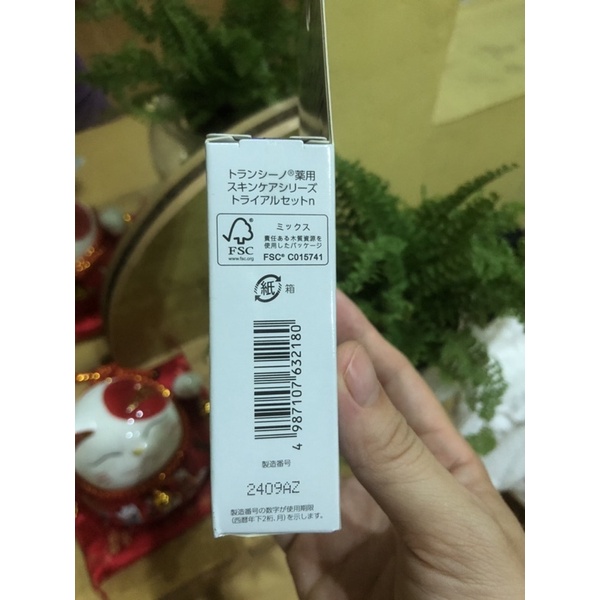 トランシーノ®薬用
スキンケアシリーズ
トライアルセットn
FSC
www.fsc.org
ミックス
責任ある木質資源を
使用したパッケージ
FSC® C015741
紙 箱
4 987107 632180
製造番号
2409AZ
製造番号の数字が使用期限
(西暦年下2桁、月)を示します。